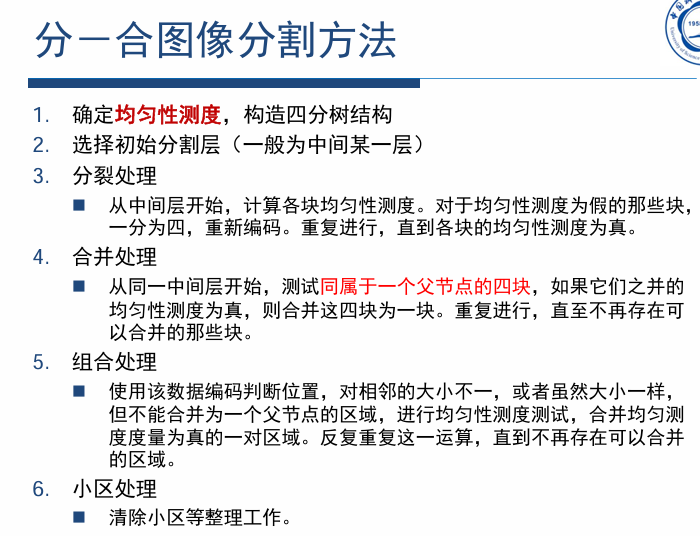 分－合图像分割方法
195
University of Scienc
1. 确定均匀性测度，构造四分树结构
2. 选择初始分割层（一般为中间某一层）
3. 分裂处理
■ 从中间层开始，计算各块均匀性测度。对于均匀性测度为假的那些块，
一分为四，重新编码。重复进行，直到各块的均匀性测度为真。
4. 合并处理
■ 从同一中间层开始，测试同属于一个父节点的四块，如果它们之并的
均匀性测度为真，则合并这四块为一块。重复进行，直至不再存在可
以合并的那些块。
5. 组合处理
■ 使用该数据编码判断位置，对相邻的大小不一，或者虽然大小一样，
但不能合并为一个父节点的区域，进行均匀性测度测试，合并均匀测
度度量为真的一对区域。反复重复这一运算，直到不再存在可以合并
的区域。
6. 小区处理
■ 清除小区等整理工作。